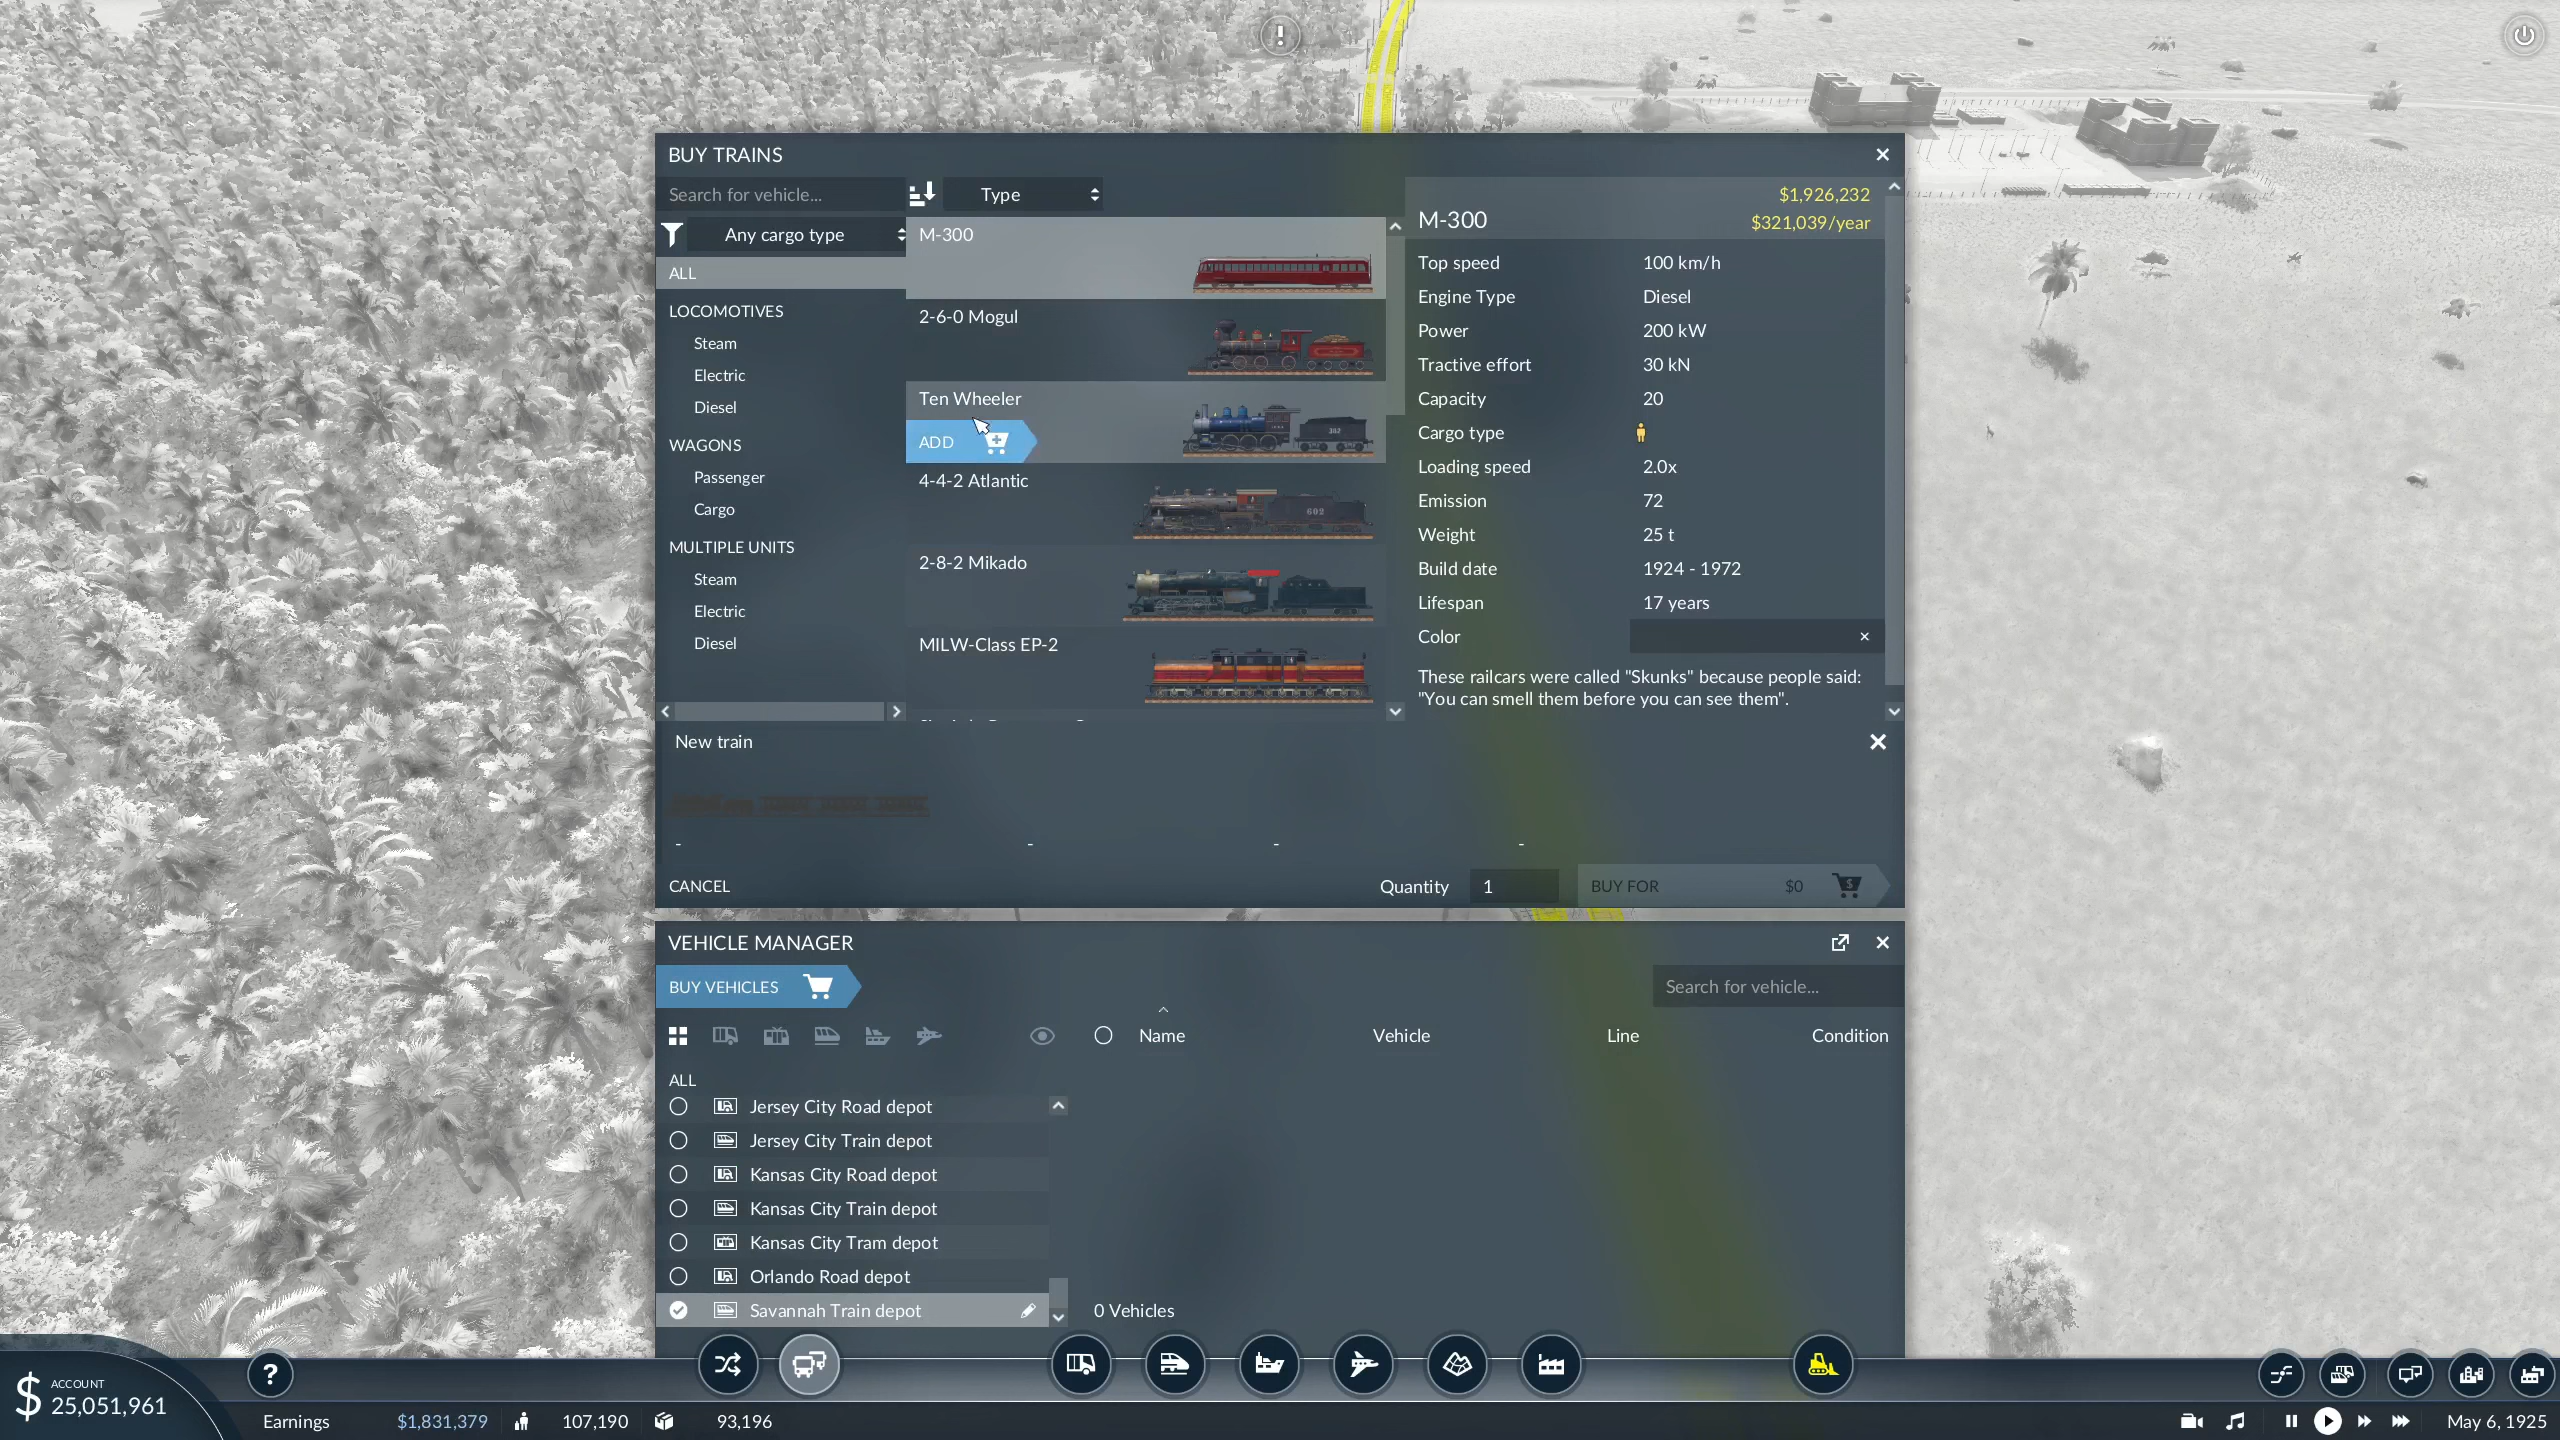 BUY TRAINS
Search for vehicle...
Type
Any cargo type
ALL
LOCOMOTIVES
Steam
Electric
Diesel
WAGONS
Passenger
Cargo
MULTIPLE UNITS
Steam
Electric
Diesel
M-300
2-6-0 Mogul
Ten Wheeler
ADD
4-4-2 Atlantic
602
2-8-2 Mikado
MILW-Class EP-2
$1,926,232
M-300
$321,039/year
Top speed 100 km/h
Engine Type Diesel
Power 200 kW
Tractive effort 30 kN
Capacity 20
Cargo type
Loading speed 2.0x
Emission 72
Weight 25 t
Build date 1924 - 1972
Lifespan 17 years
Color
These railcars were called "Skunks" because people said:
"You can smell them before you can see them".
New train
- - - -
CANCEL
Quantity 1
BUY FOR $0
VEHICLE MANAGER
BUY VEHICLES
Search for vehicle...
Name Vehicle Line Condition
ALL
Jersey City Road depot
Jersey City Train depot
Kansas City Road depot
Kansas City Train depot
Kansas City Tram depot
Orlando Road depot
Savannah Train depot
0 Vehicles
$ ACCOUNT
25,051,961
?
Earnings $1,831,379 107,190 93,196
May 6, 1925